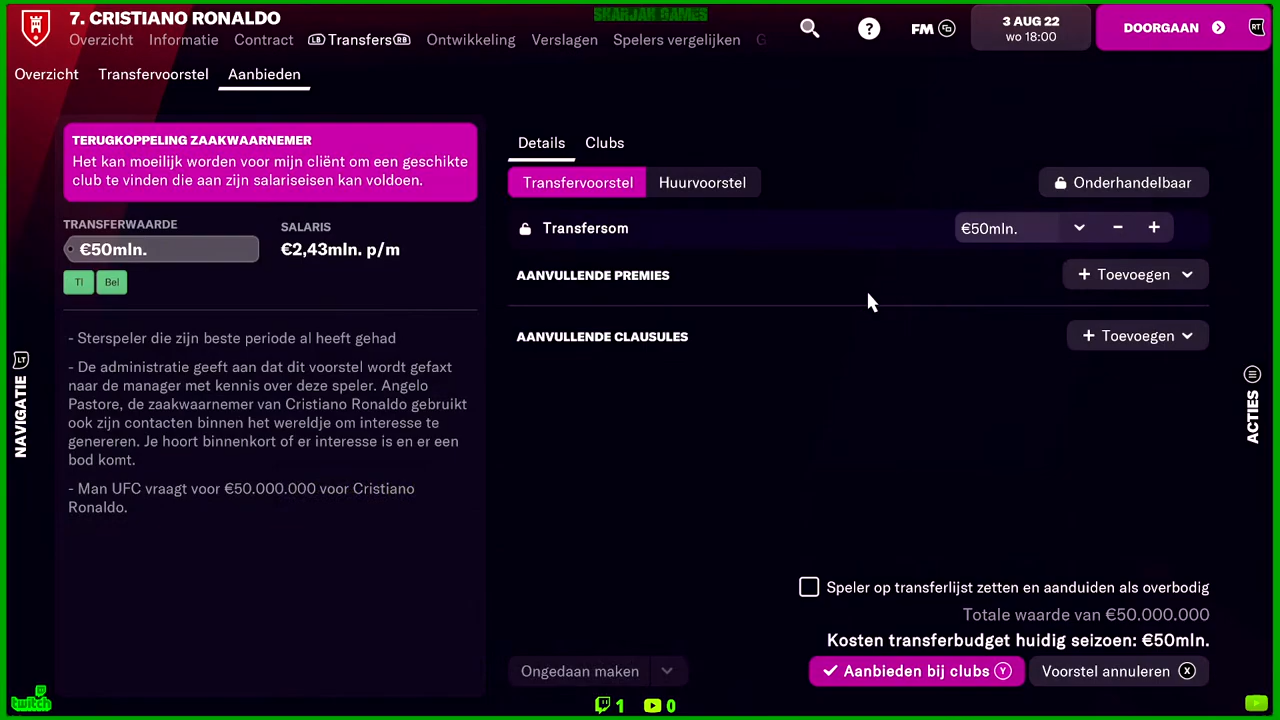 SHARJAH GAMES
7. CRISTIANO RONALDO
Overzicht Informatie Contract LB Transfers RB Ontwikkeling Verslagen Spelers vergelijken G
? FM 3 AUG 22
wo 18:00
DOORGAAN RT
Overzicht Transfervoorstel Aanbieden
TERUGKOPPELING ZAAKWAARNEMER
Het kan moeilijk worden voor mijn cliënt om een geschikte
club te vinden die aan zijn salariseisen kan voldoen.
TRANSFERWAARDE SALARIS
€50mln. €2,43mln. p/m
Tl Bel
- Sterspeler die zijn beste periode al heeft gehad
- De administratie geeft aan dat dit voorstel wordt gefaxt
naar de manager met kennis over deze speler. Angelo
Pastore, de zaakwaarnemer van Cristiano Ronaldo gebruikt
ook zijn contacten binnen het wereldje om interesse te
genereren. Je hoort binnenkort of er interesse is en er een
bod komt.
- Man UFC vraagt voor €50.000.000 voor Cristiano
Ronaldo.
Details Clubs
Transfervoorstel Huurvoorstel Onderhandelbaar
Transfersom €50mln. - +
AANVULLENDE PREMIES + Toevoegen
AANVULLENDE CLAUSULES + Toevoegen
Speler op transferlijst zetten en aanduiden als overbodig
Totale waarde van €50.000.000
Kosten transferbudget huidig seizoen: €50mln.
Ongedaan maken Aanbieden bij clubs Y Voorstel annuleren X
LT
NAVIGATIE
ACTIES
twitch
1 0